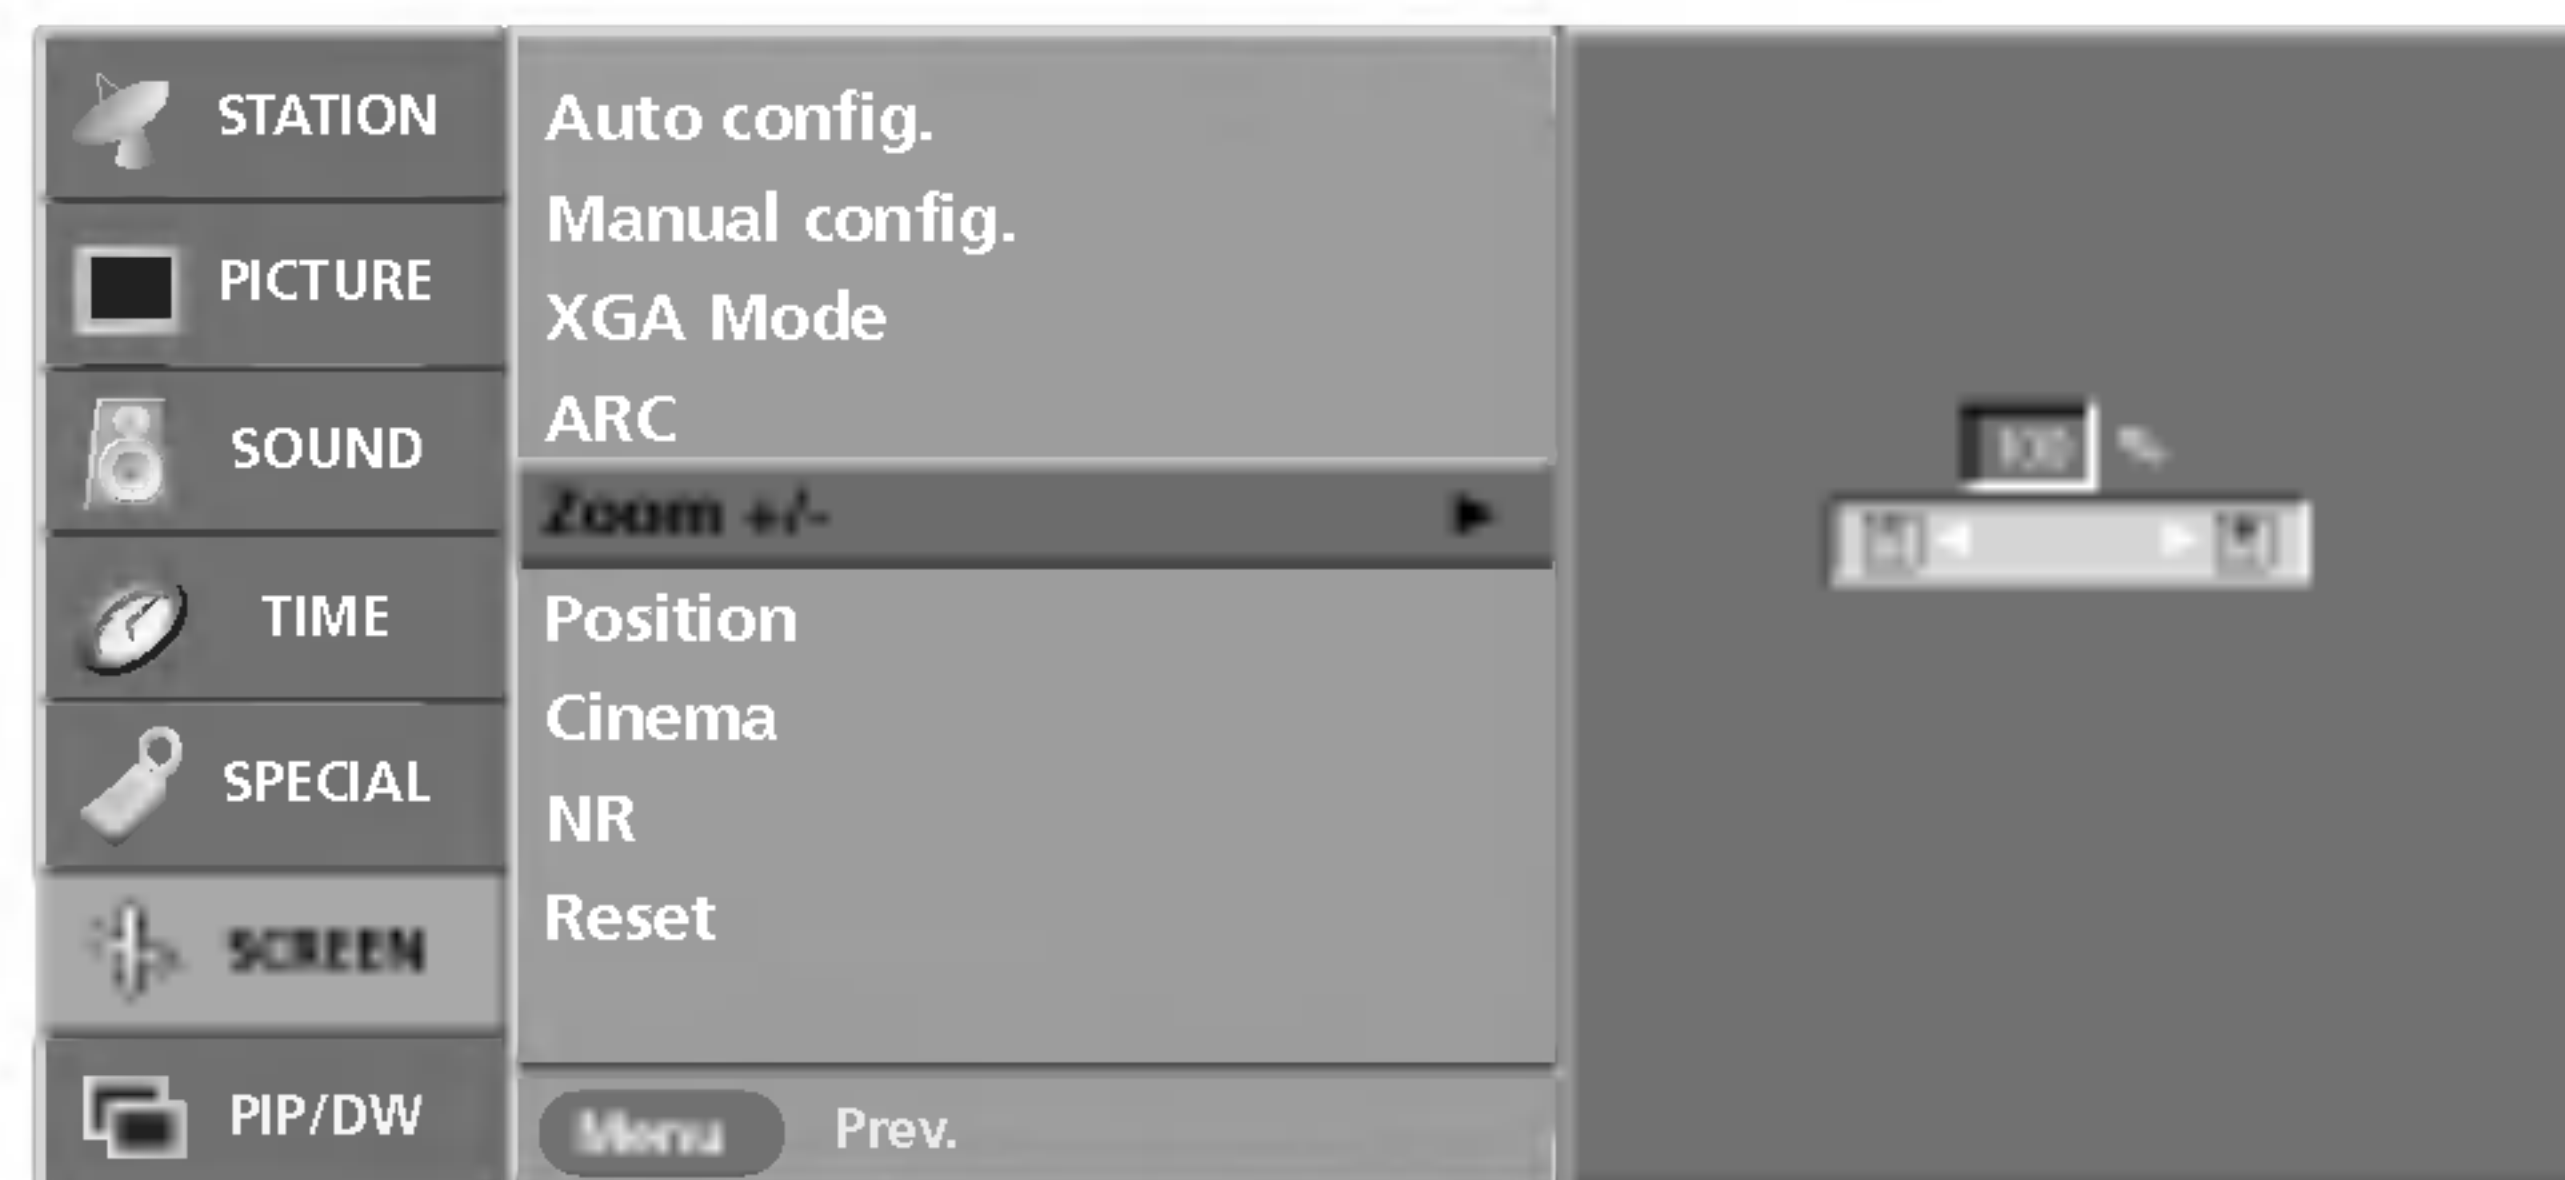 STATION
PICTURE
SOUND
TIME
SPECIAL
SCREEN
PIP/DW
Auto config.
Manual config.
XGA Mode
ARC
Zoom +/-
Position
Cinema
NR
Reset
Menu Prev.
100